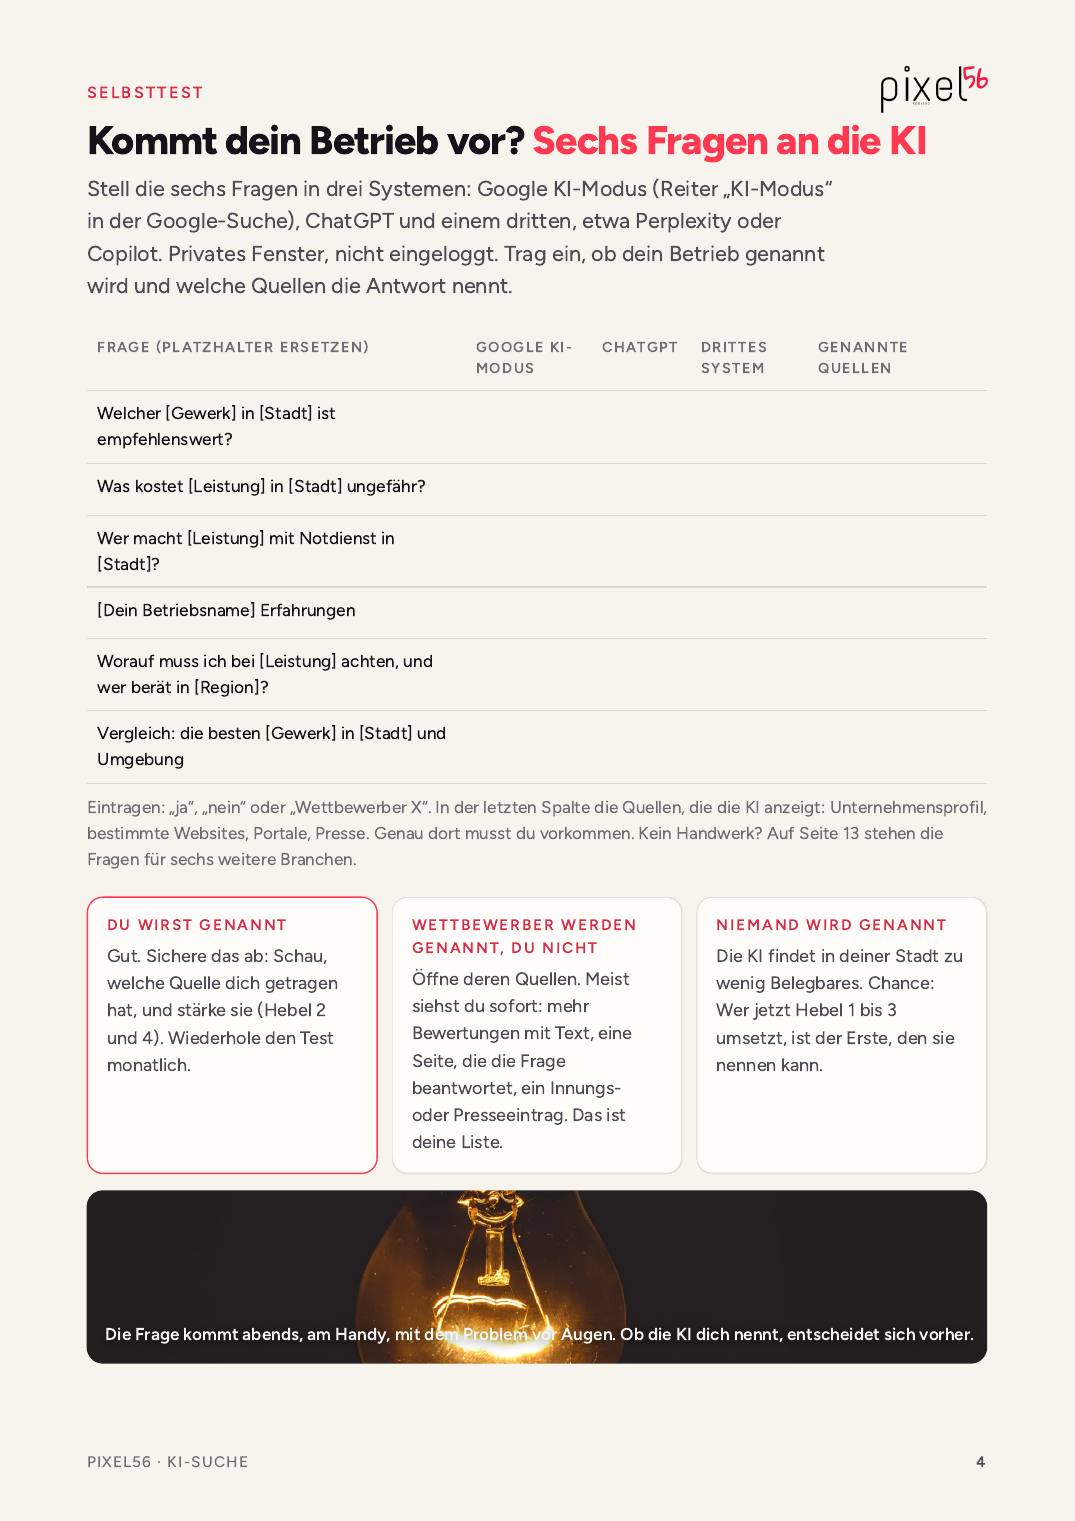 SELBSTTEST
pixel56
Kommt dein Betrieb vor? Sechs Fragen an die KI
Stell die sechs Fragen in drei Systemen: Google KI-Modus (Reiter „KI-Modus“
in der Google-Suche), ChatGPT und einem dritten, etwa Perplexity oder
Copilot. Privates Fenster, nicht eingeloggt. Trag ein, ob dein Betrieb genannt
wird und welche Quellen die Antwort nennt.
FRAGE (PLATZHALTER ERSETZEN)
GOOGLE KI-
MODUS
CHATGPT
DRITTES
SYSTEM
GENANNTE
QUELLEN
Welcher [Gewerk] in [Stadt] ist
empfehlenswert?
Was kostet [Leistung] in [Stadt] ungefähr?
Wer macht [Leistung] mit Notdienst in
[Stadt]?
[Dein Betriebsname] Erfahrungen
Worauf muss ich bei [Leistung] achten, und
wer berät in [Region]?
Vergleich: die besten [Gewerk] in [Stadt] und
Umgebung
Eintragen: „ja“, „nein“ oder „Wettbewerber X“. In der letzten Spalte die Quellen, die die KI anzeigt: Unternehmensprofil,
bestimmte Websites, Portale, Presse. Genau dort musst du vorkommen. Kein Handwerk? Auf Seite 13 stehen die
Fragen für sechs weitere Branchen.
DU WIRST GENANNT
Gut. Sichere das ab: Schau,
welche Quelle dich getragen
hat, und stärke sie (Hebel 2
und 4). Wiederhole den Test
monatlich.
WETTBEWERBER WERDEN
GENANNT, DU NICHT
Öffne deren Quellen. Meist
siehst du sofort: mehr
Bewertungen mit Text, eine
Seite, die die Frage
beantwortet, ein Innungs-
oder Presseeintrag. Das ist
deine Liste.
NIEMAND WIRD GENANNT
Die KI findet in deiner Stadt zu
wenig Belegbares. Chance:
Wer jetzt Hebel 1 bis 3
umsetzt, ist der Erste, den sie
nennen kann.
Die Frage kommt abends, am Handy, mit dem Problem vor Augen. Ob die KI dich nennt, entscheidet sich vorher.
PIXEL56 · KI-SUCHE
4